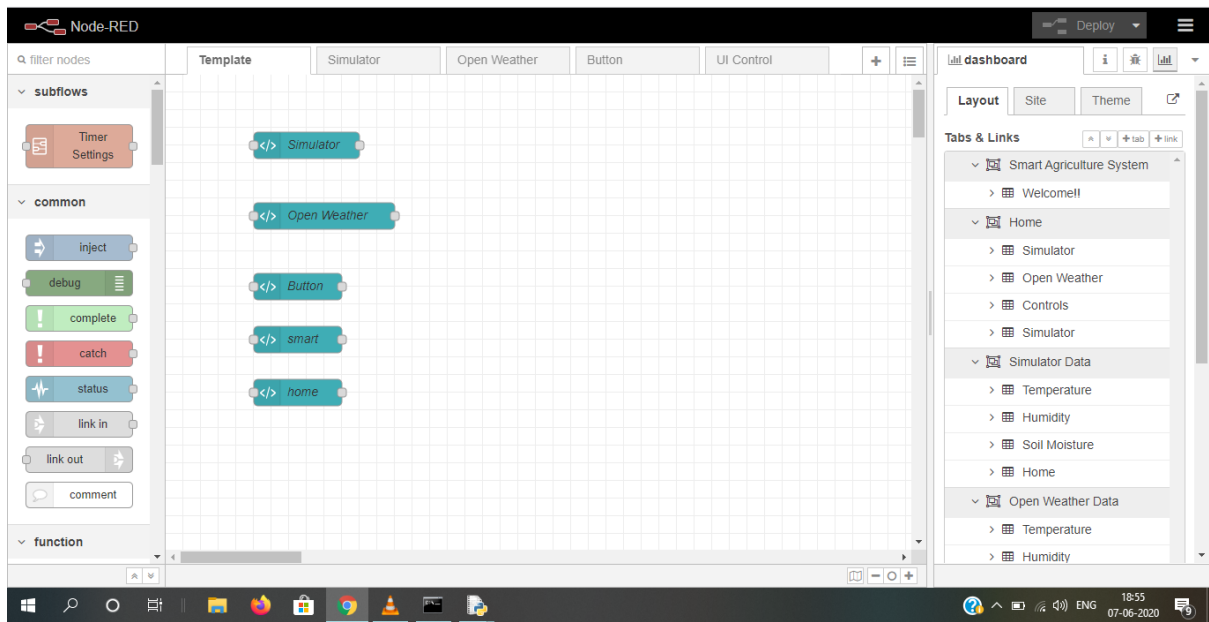 Node-RED
Deploy
filter nodes
Template
Simulator
Open Weather
Button
UI Control
dashboard
i
subflows
Timer
Settings
common
inject
debug
complete
catch
status
link in
link out
comment
function
Simulator
Open Weather
Button
smart
home
Layout
Site
Theme
Tabs & Links
+ tab
+ link
Smart Agriculture System
Welcome!!
Home
Simulator
Open Weather
Controls
Simulator
Simulator Data
Temperature
Humidity
Soil Moisture
Home
Open Weather Data
Temperature
Humidity
ENG
18:55
07-06-2020
9